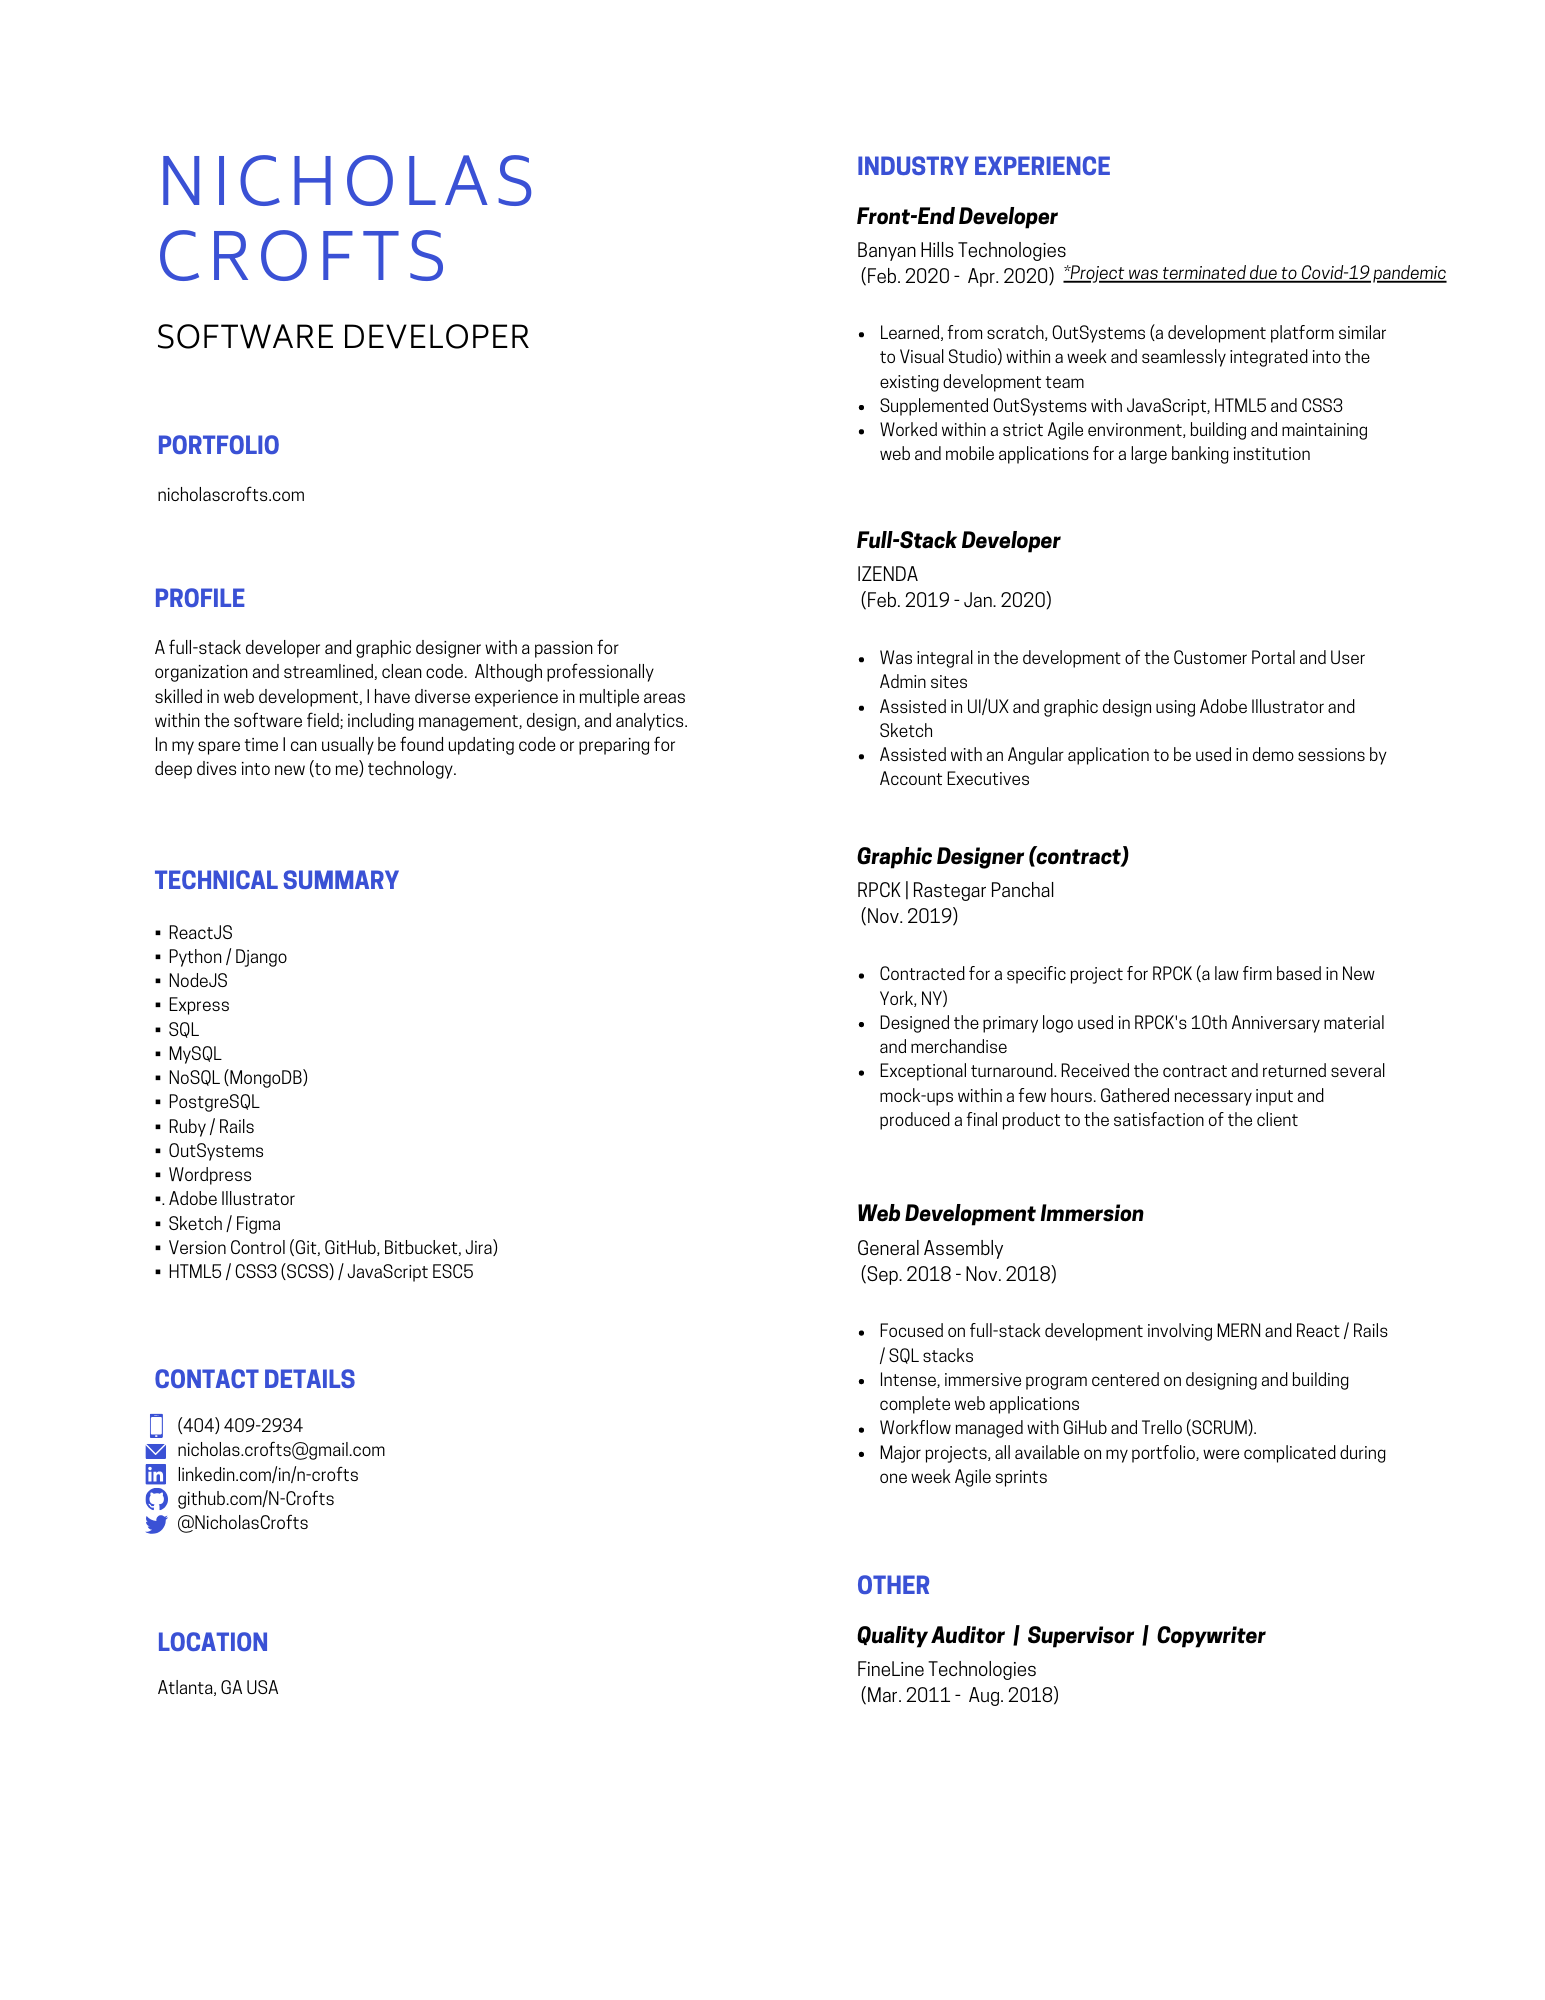 NICHOLAS
CROFTS
SOFTWARE DEVELOPER
PORTFOLIO
nicholascrofts.com
PROFILE
A full-stack developer and graphic designer with a passion for
organization and streamlined, clean code.  Although professionally
skilled in web development, I have diverse experience in multiple areas
within the software field; including management, design, and analytics.
In my spare time I can usually be found updating code or preparing for
deep dives into new (to me) technology.
TECHNICAL SUMMARY
▪ ReactJS
▪ Python / Django
▪ NodeJS
▪ Express
▪ SQL
▪ MySQL
▪ NoSQL (MongoDB)
▪ PostgreSQL
▪ Ruby / Rails
▪ OutSystems
▪ Wordpress
▪. Adobe Illustrator
▪ Sketch / Figma
▪ Version Control (Git, GitHub, Bitbucket, Jira)
▪ HTML5 / CSS3 (SCSS) / JavaScript ESC5
CONTACT DETAILS
(404) 409-2934
nicholas.crofts@gmail.com
linkedin.com/in/n-crofts
github.com/N-Crofts
@NicholasCrofts
LOCATION
Atlanta, GA USA
INDUSTRY EXPERIENCE
Front-End Developer
Banyan Hills Technologies
(Feb. 2020 -  Apr. 2020) *Project was terminated due to Covid-19 pandemic
• Learned, from scratch, OutSystems (a development platform similar
to Visual Studio) within a week and seamlessly integrated into the
existing development team
• Supplemented OutSystems with JavaScript, HTML5 and CSS3
• Worked within a strict Agile environment, building and maintaining
web and mobile applications for a large banking institution
Full-Stack Developer
IZENDA
(Feb. 2019 - Jan. 2020)
• Was integral in the development of the Customer Portal and User
Admin sites
• Assisted in UI/UX and graphic design using Adobe Illustrator and
Sketch
• Assisted with an Angular application to be used in demo sessions by
Account Executives
Graphic Designer (contract)
RPCK | Rastegar Panchal
(Nov. 2019)
• Contracted for a specific project for RPCK (a law firm based in New
York, NY)
• Designed the primary logo used in RPCK's 10th Anniversary material
and merchandise
• Exceptional turnaround. Received the contract and returned several
mock-ups within a few hours. Gathered necessary input and
produced a final product to the satisfaction of the client
Web Development Immersion
General Assembly
(Sep. 2018 - Nov. 2018)
• Focused on full-stack development involving MERN and React / Rails
/ SQL stacks
• Intense, immersive program centered on designing and building
complete web applications
• Workflow managed with GiHub and Trello (SCRUM).
• Major projects, all available on my portfolio, were complicated during
one week Agile sprints
OTHER
Quality Auditor | Supervisor | Copywriter
FineLine Technologies
(Mar. 2011 -  Aug. 2018)